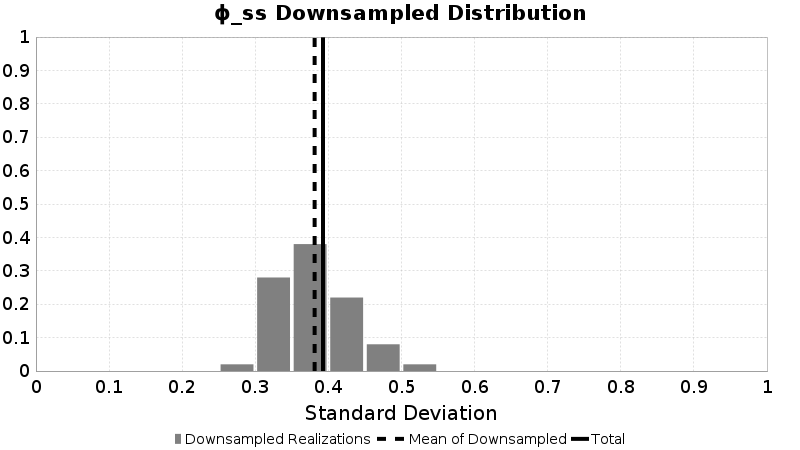 ϕ_ss Downsampled Distribution
1
0.9
0.8
0.7
0.6
0.5
0.4
0.3
0.2
0.1
0
0 0.1 0.2 0.3 0.4 0.5 0.6 0.7 0.8 0.9 1
Standard Deviation
Downsampled Realizations Mean of Downsampled Total